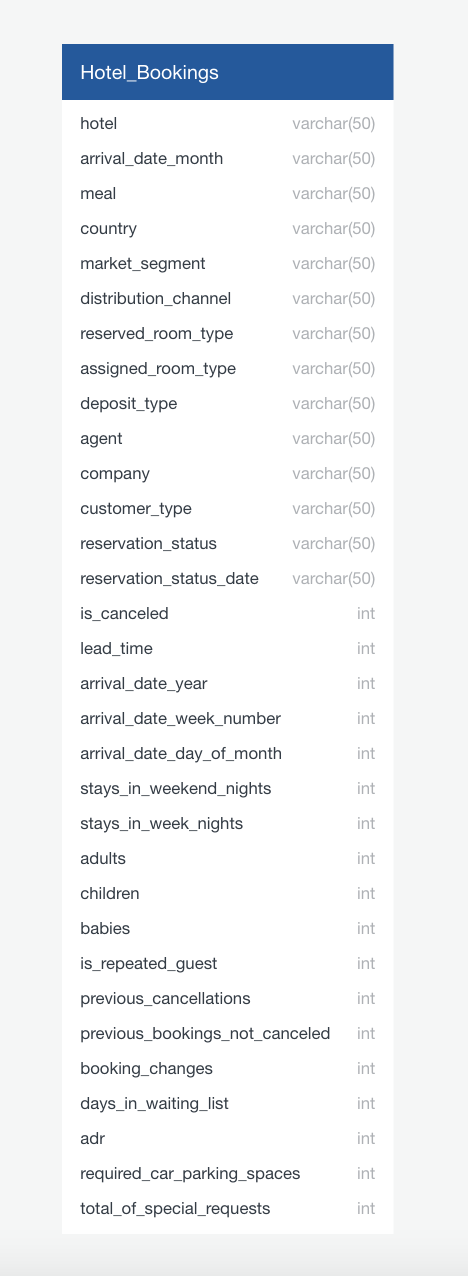 Hotel_Bookings
hotel varchar(50)
arrival_date_month varchar(50)
meal varchar(50)
country varchar(50)
market_segment varchar(50)
distribution_channel varchar(50)
reserved_room_type varchar(50)
assigned_room_type varchar(50)
deposit_type varchar(50)
agent varchar(50)
company varchar(50)
customer_type varchar(50)
reservation_status varchar(50)
reservation_status_date varchar(50)
is_canceled int
lead_time int
arrival_date_year int
arrival_date_week_number int
arrival_date_day_of_month int
stays_in_weekend_nights int
stays_in_week_nights int
adults int
children int
babies int
is_repeated_guest int
previous_cancellations int
previous_bookings_not_canceled int
booking_changes int
days_in_waiting_list int
adr int
required_car_parking_spaces int
total_of_special_requests int